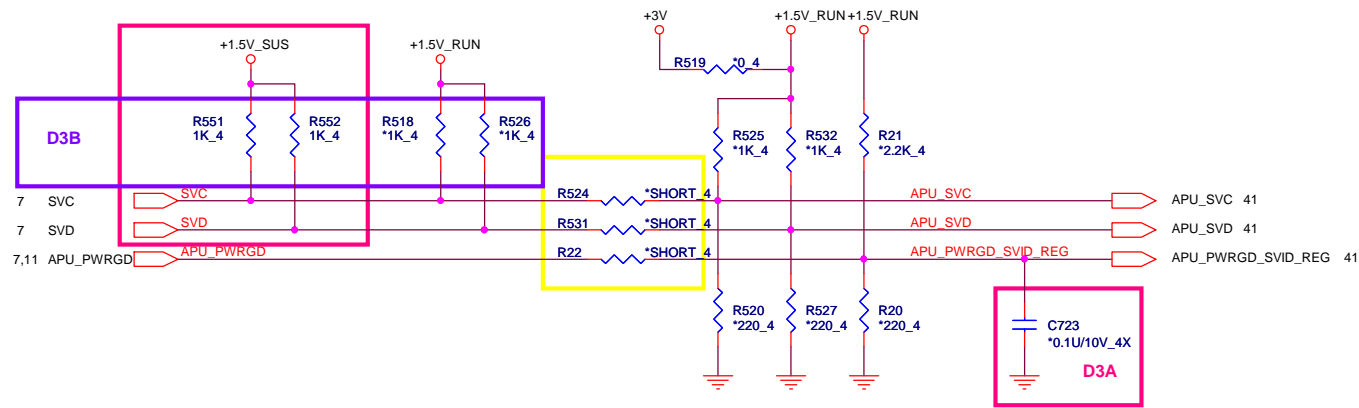 +3V
+1.5V_RUN
+1.5V_RUN
+1.5V_SUS
+1.5V_RUN
R519
*0_4
D3B
R551
1K_4
R552
1K_4
R518
*1K_4
R526
*1K_4
R525
*1K_4
R532
*1K_4
R21
*2.2K_4
7 SVC
SVC
R524
*SHORT_4
APU_SVC
APU_SVC 41
7 SVD
SVD
R531
*SHORT_4
APU_SVD
APU_SVD 41
7,11 APU_PWRGD
APU_PWRGD
R22
*SHORT_4
APU_PWRGD_SVID_REG
APU_PWRGD_SVID_REG 41
R520
*220_4
R527
*220_4
R20
*220_4
C723
*0.1U/10V_4X
D3A